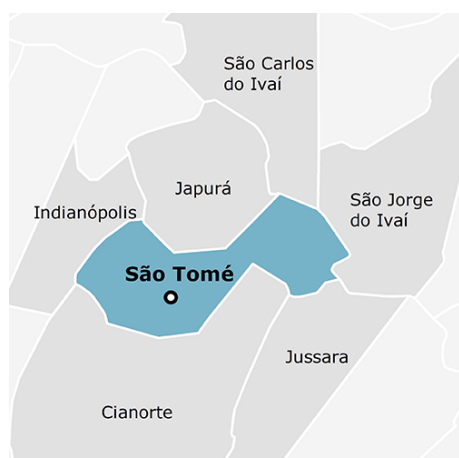 São Carlos
do Ivaí
Japurá
São Jorge
do Ivaí
Indianópolis
São Tomé
Jussara
Cianorte